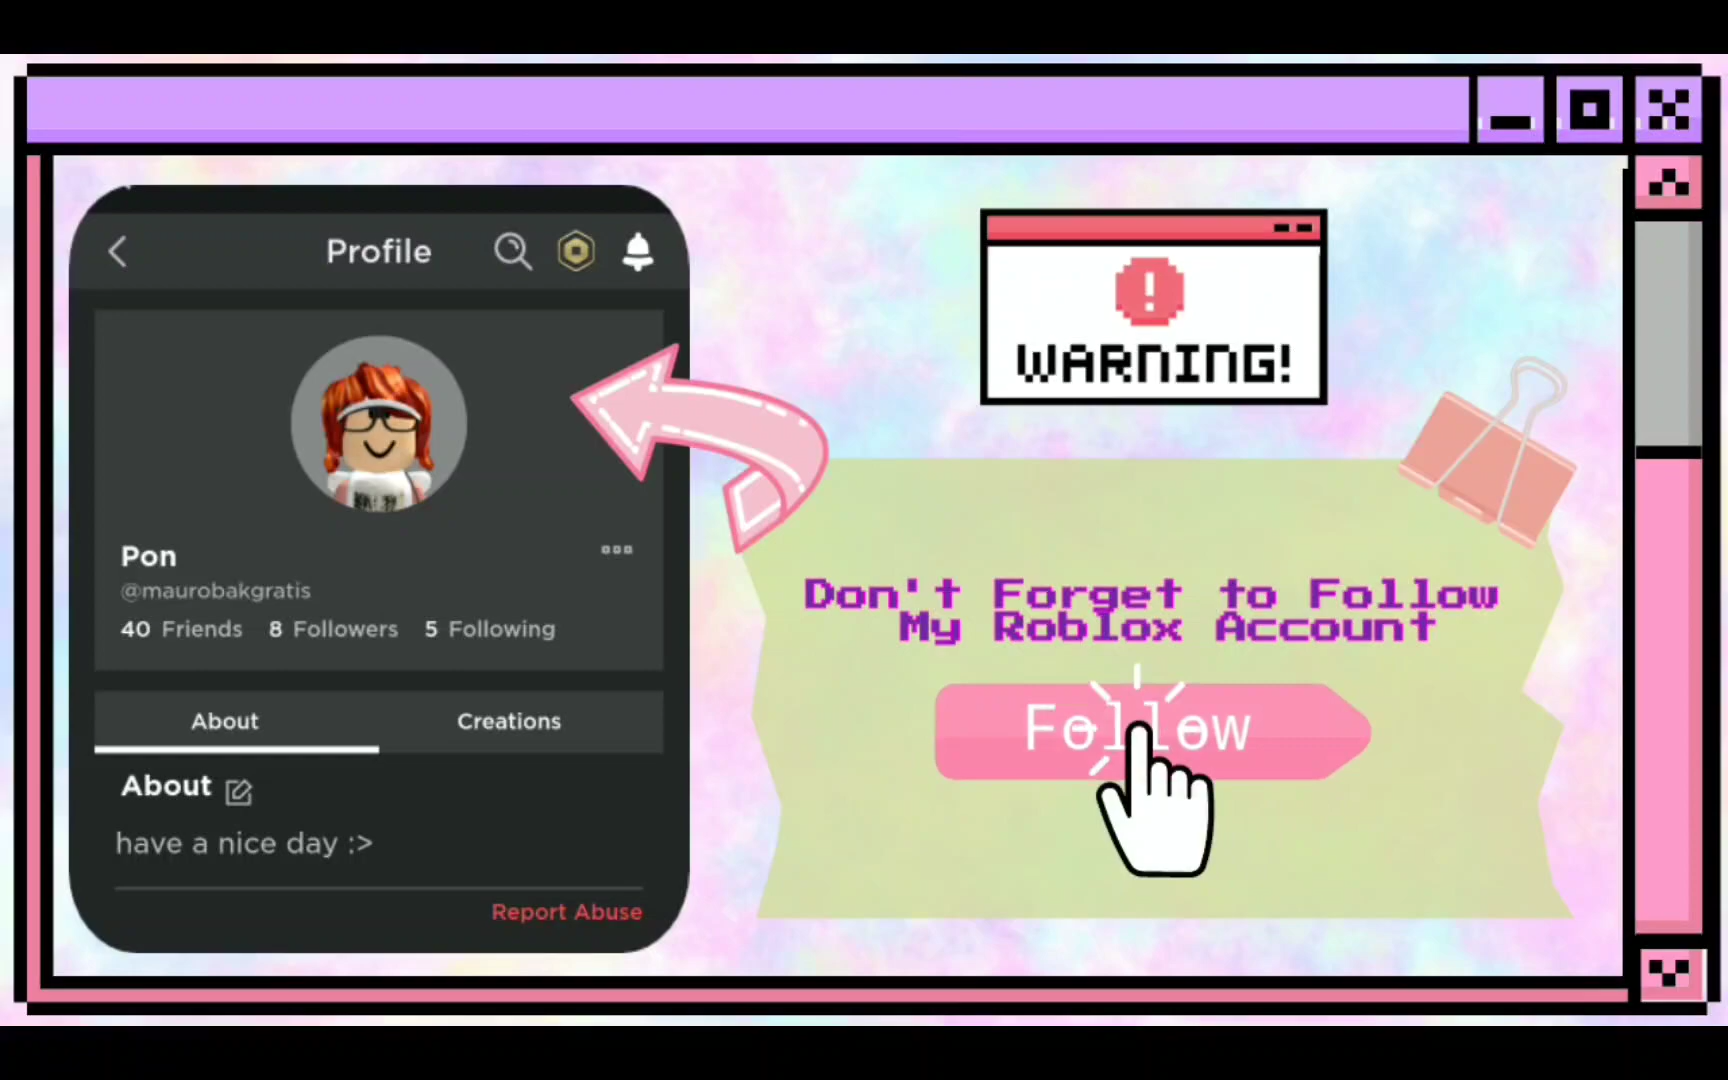 Profile
Pon
@maurobakgratis
40 Friends 8 Followers 5 Following
About Creations
About
have a nice day :>
Report Abuse
WARNING!
Don't Forget to Follow
My Roblox Account
Follow